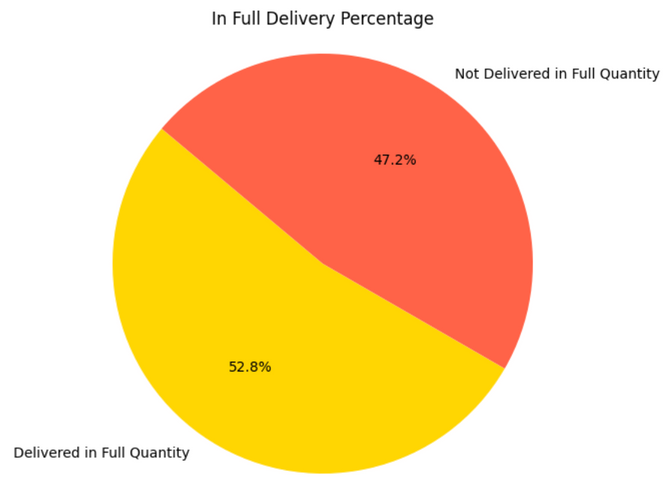 In Full Delivery Percentage
Not Delivered in Full Quantity
47.2%
52.8%
Delivered in Full Quantity